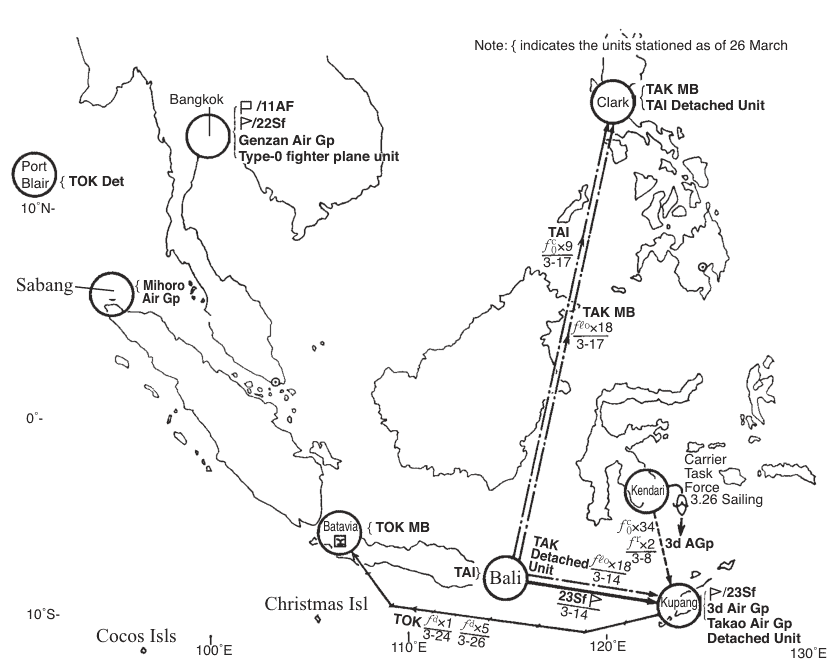 Note: { indicates the units stationed as of 26 March
Bangkok
/11AF
/22Sf
Genzan Air Gp
Type-0 fighter plane unit
Clark
TAK MB
TAI Detached Unit
Port
Blair
{ TOK Det
10°N-
Sabang
{ Mihoro
Air Gp
TAI
×9
3-17
TAK MB
×18
3-17
0°-
Carrier
Task
Force
3.26 Sailing
Kendari
×34
×2
3-8
3d AGp
Batavia
{ TOK MB
TAI}
Bali
TAK
Detached
Unit
×18
3-14
23Sf
3-14
Kupang
/23Sf
3d Air Gp
Takao Air Gp
Detached Unit
10°S-
Christmas Isl
TOK
×1
3-24
×5
3-26
Cocos Isls
100°E
110°E
120°E
130°E